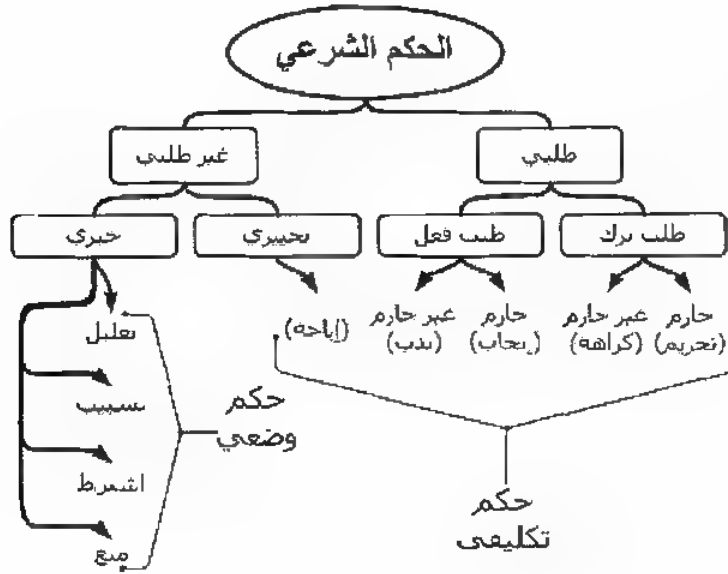 الحكم الشرعي
طلبي
غير طلبي
طلب ترك
طلب فعل
تخييري
خبري
جازم
(تحريم)
غير جازم
(كراهة)
جازم
(إيجاب)
غير جازم
(ندب)
(إباحة)
تعليل
تسبيب
اشتراط
منع
حكم
وضعي
حكم
تكليفي